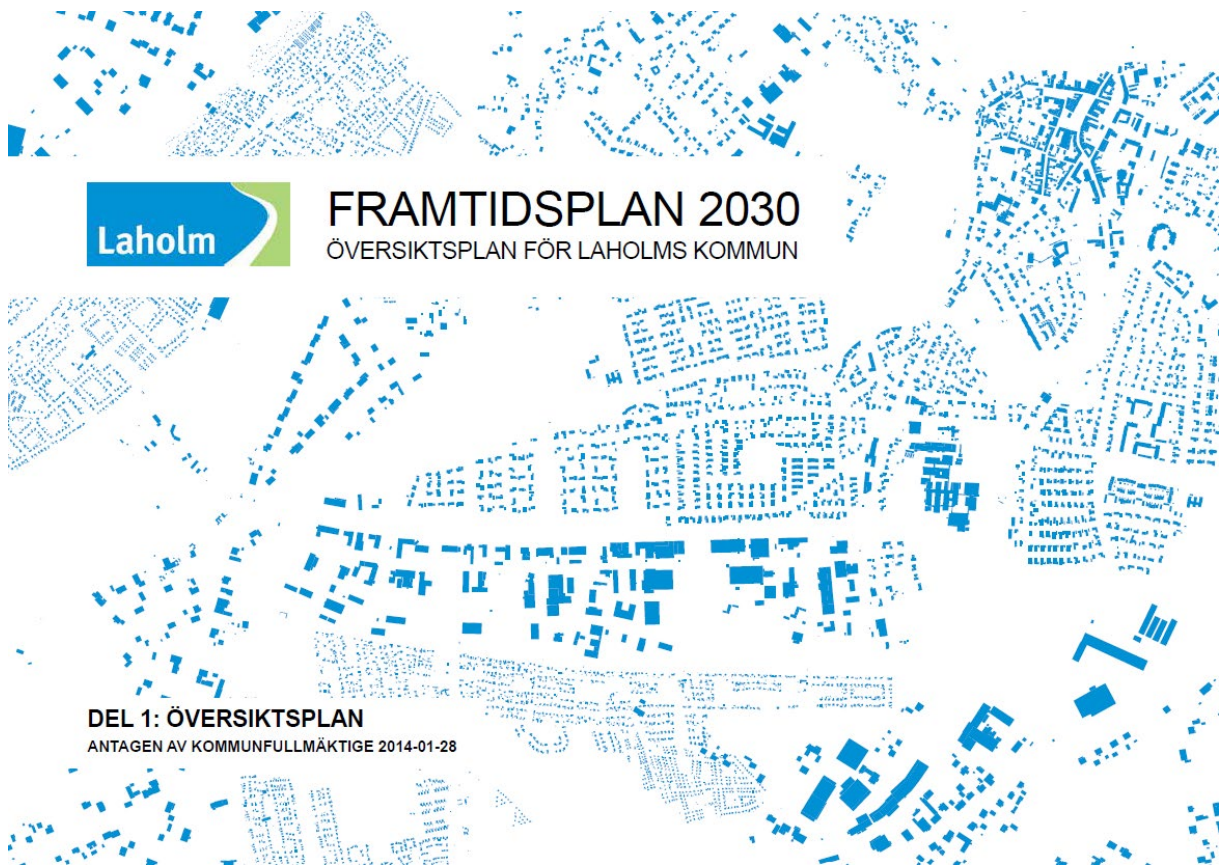 Laholm
FRAMTIDSPLAN 2030
ÖVERSIKTSPLAN FÖR LAHOLMS KOMMUN
DEL 1: ÖVERSIKTSPLAN
ANTAGEN AV KOMMUNFULLMÄKTIGE 2014-01-28